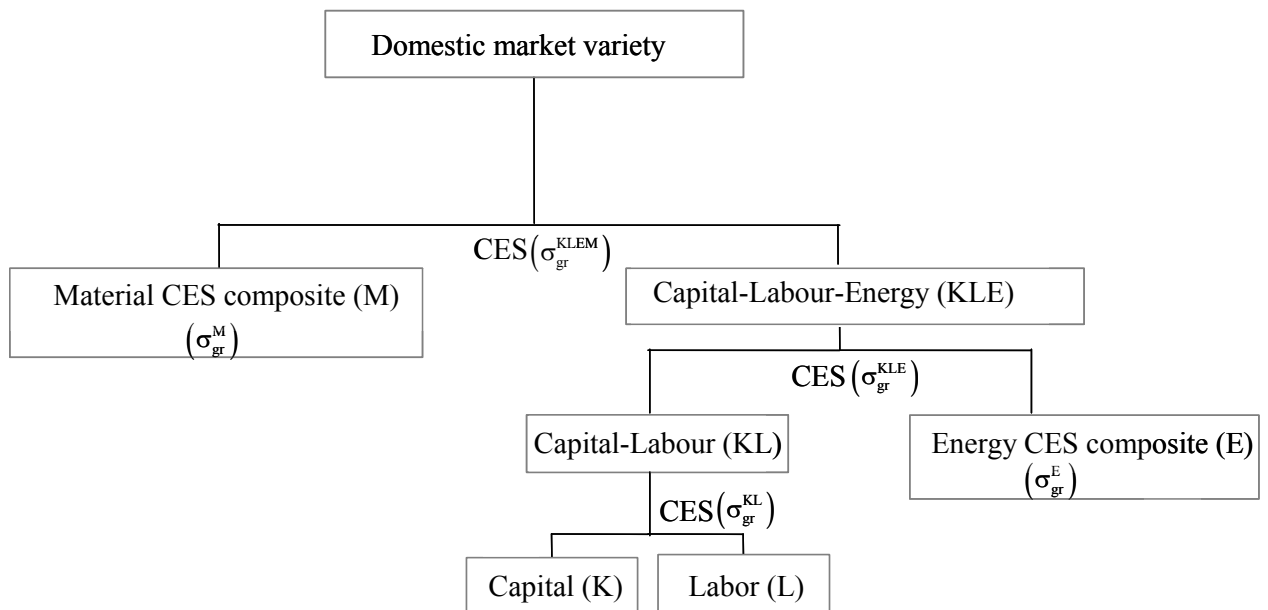 Domestic market variety
CES(σ_gr^KLEM)
Material CES composite (M)
(σ_gr^M)
Capital-Labour-Energy (KLE)
CES(σ_gr^KLE)
Capital-Labour (KL)
Energy CES composite (E)
(σ_gr^E)
CES(σ_gr^KL)
Capital (K)
Labor (L)